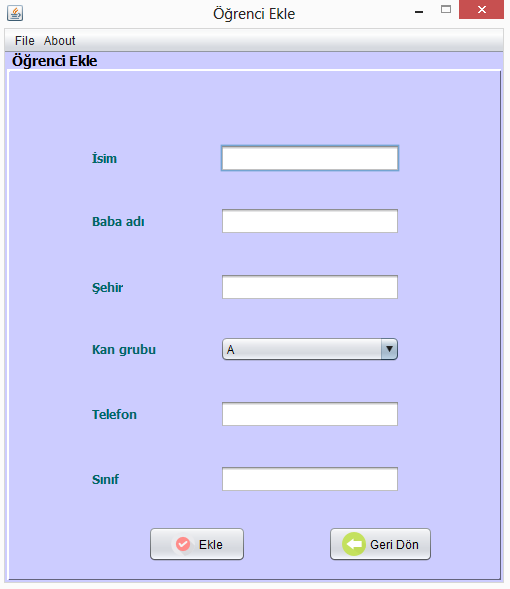 Öğrenci Ekle
File About
Öğrenci Ekle
İsim
Baba adı
Şehir
Kan grubu A
Telefon
Sınıf
Ekle Geri Dön